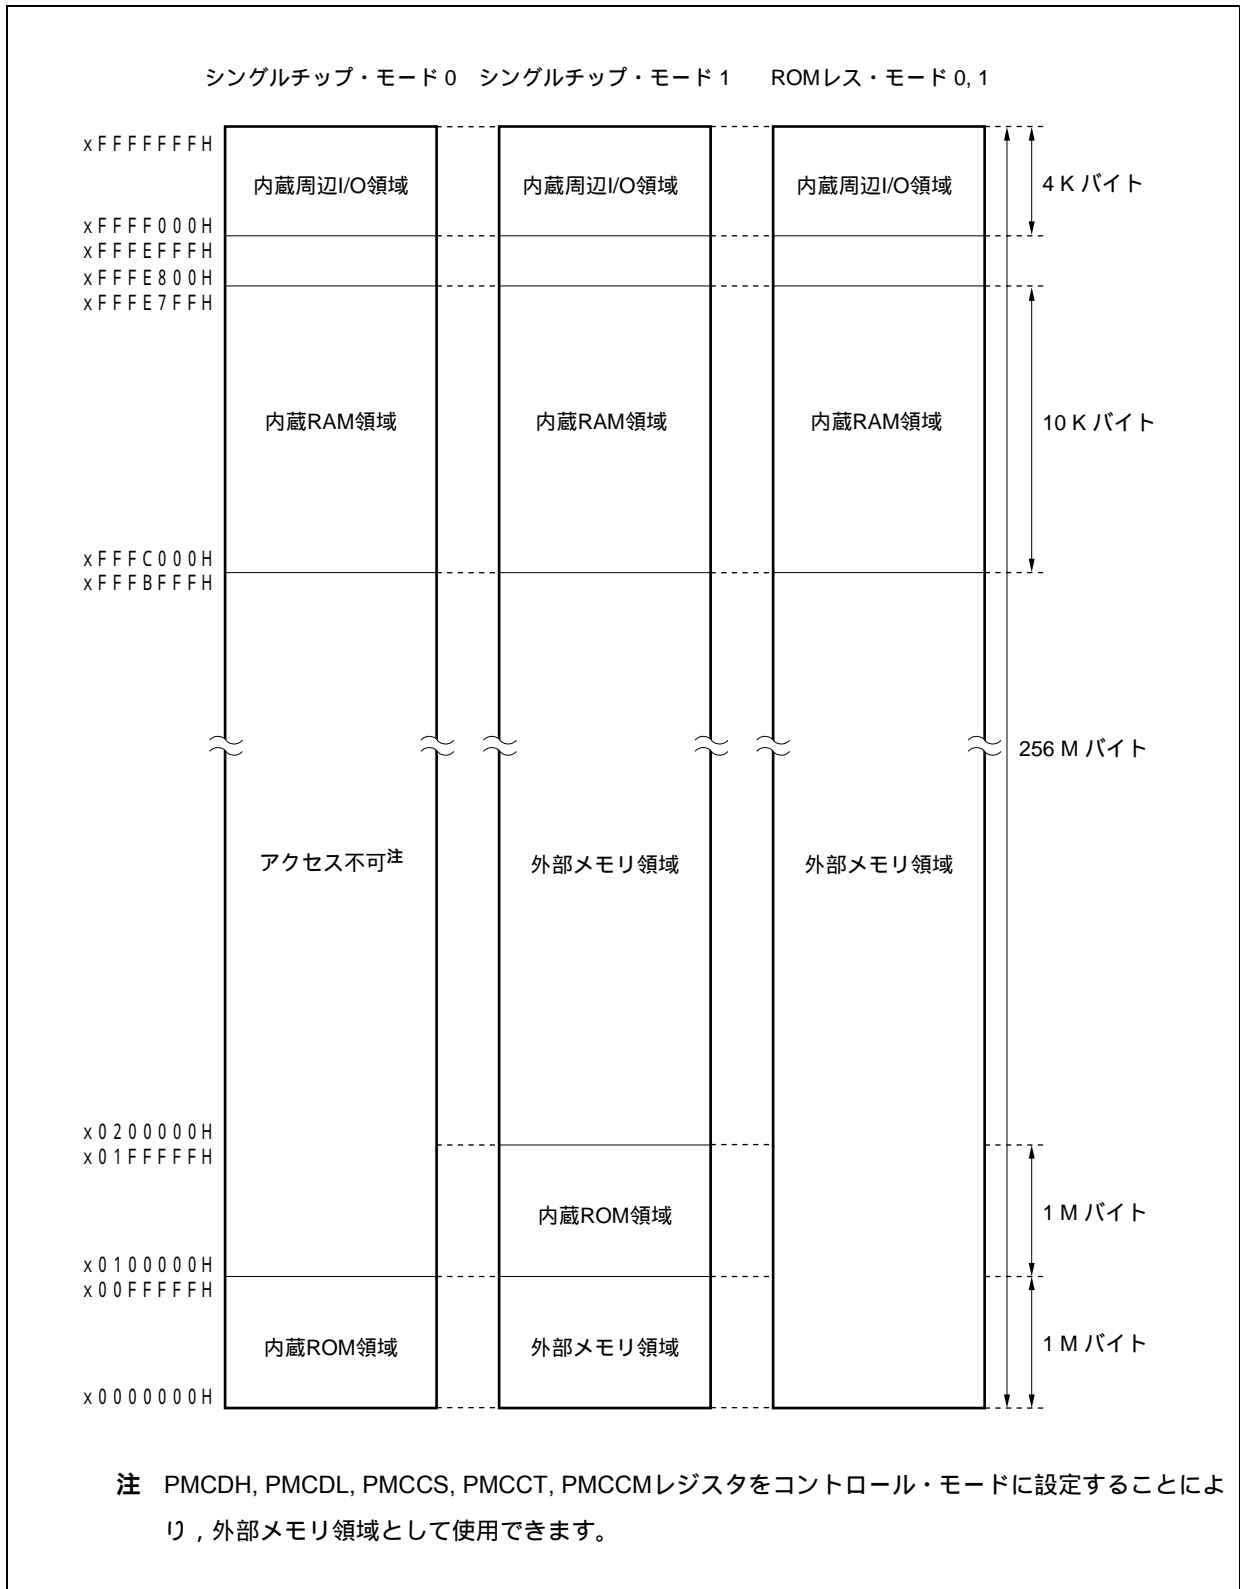 シングルチップ・モード0 シングルチップ・モード1 ROMレス・モード0, 1
xFFFFFFFH
内蔵周辺I/O領域 内蔵周辺I/O領域 内蔵周辺I/O領域 4 K バイト
xFFFF000H
xFFFEFFFH
xFFFE800H
xFFFE7FFH
内蔵RAM領域 内蔵RAM領域 内蔵RAM領域 10 K バイト
xFFFC000H
xFFFBFFFH
256 M バイト
アクセス不可注 外部メモリ領域 外部メモリ領域
x0200000H
x01FFFFFH
内蔵ROM領域 1 M バイト
x0100000H
x00FFFFFH
内蔵ROM領域 外部メモリ領域 1 M バイト
x0000000H
注 PMCDH, PMCDL, PMCCS, PMCCT, PMCCMレジスタをコントロール・モードに設定することによ
り，外部メモリ領域として使用できます。